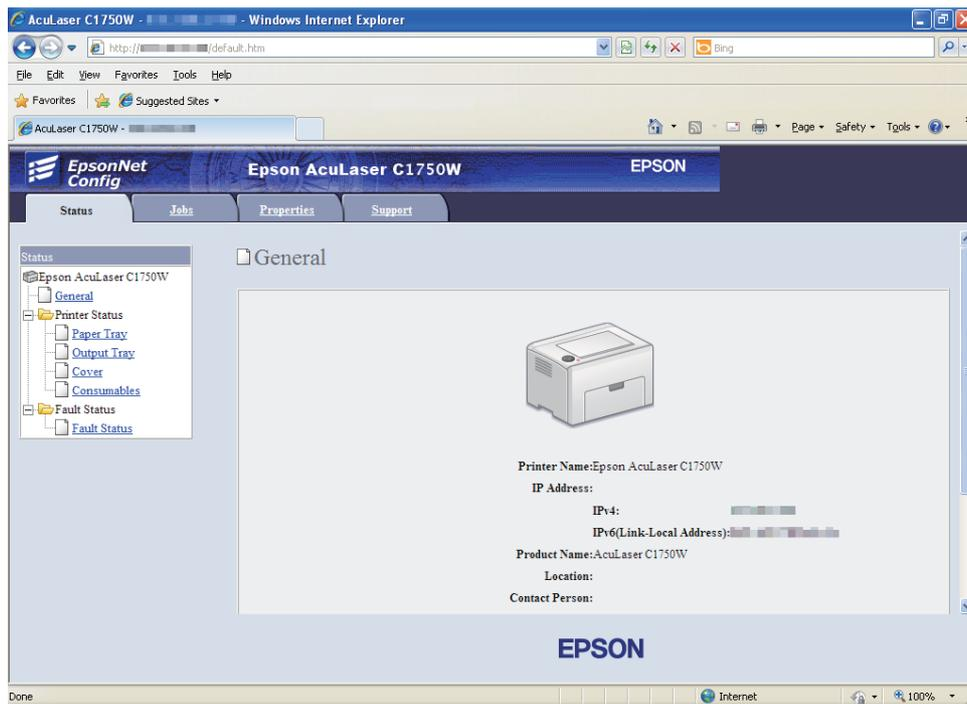 AcuLaser C1750W - - Windows Internet Explorer
http:// /default.htm
Bing
File Edit View Favorites Tools Help
Favorites Suggested Sites
AcuLaser C1750W -
Page Safety Tools
EpsonNet Config
Epson AcuLaser C1750W
EPSON
Status Jobs Properties Support
Status
Epson AcuLaser C1750W
General
Printer Status
Paper Tray
Output Tray
Cover
Consumables
Fault Status
Fault Status
General
Printer Name:Epson AcuLaser C1750W
IP Address:
IPv4:
IPv6(Link-Local Address):
Product Name:AcuLaser C1750W
Location:
Contact Person:
EPSON
Done Internet 100%